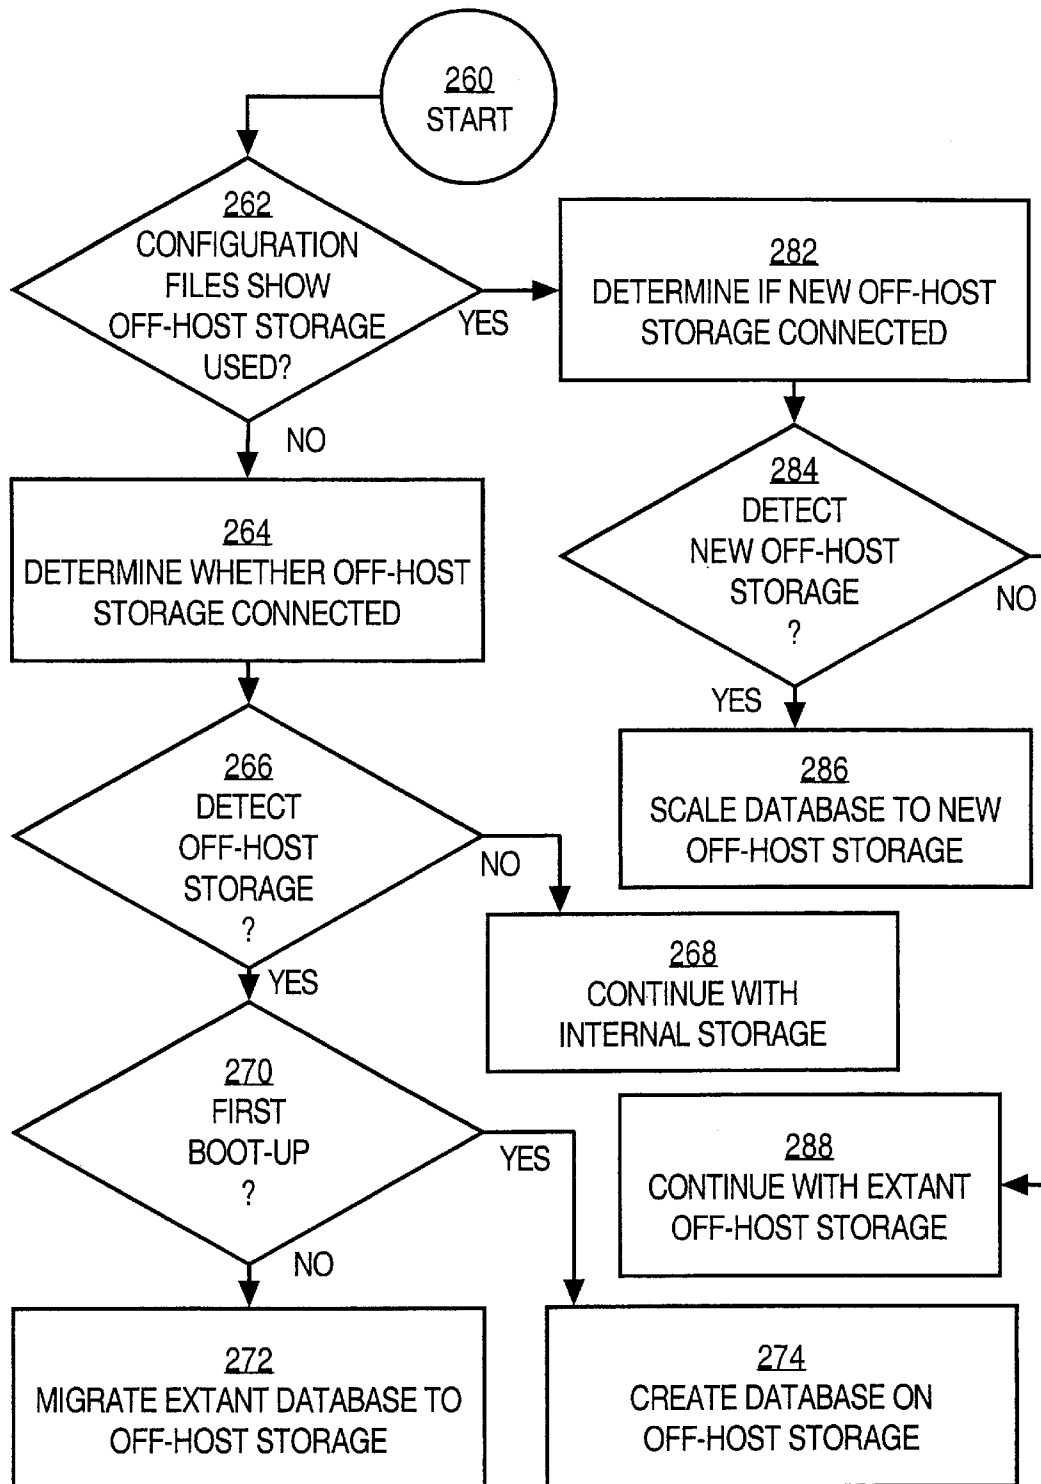 260
START
262
CONFIGURATION
FILES SHOW
OFF-HOST STORAGE
USED?
YES
NO
282
DETERMINE IF NEW OFF-HOST
STORAGE CONNECTED
284
DETECT
NEW OFF-HOST
STORAGE
?
NO
YES
286
SCALE DATABASE TO NEW
OFF-HOST STORAGE
264
DETERMINE WHETHER OFF-HOST
STORAGE CONNECTED
266
DETECT
OFF-HOST
STORAGE
?
NO
YES
268
CONTINUE WITH
INTERNAL STORAGE
270
FIRST
BOOT-UP
?
YES
NO
288
CONTINUE WITH EXTANT
OFF-HOST STORAGE
272
MIGRATE EXTANT DATABASE TO
OFF-HOST STORAGE
274
CREATE DATABASE ON
OFF-HOST STORAGE